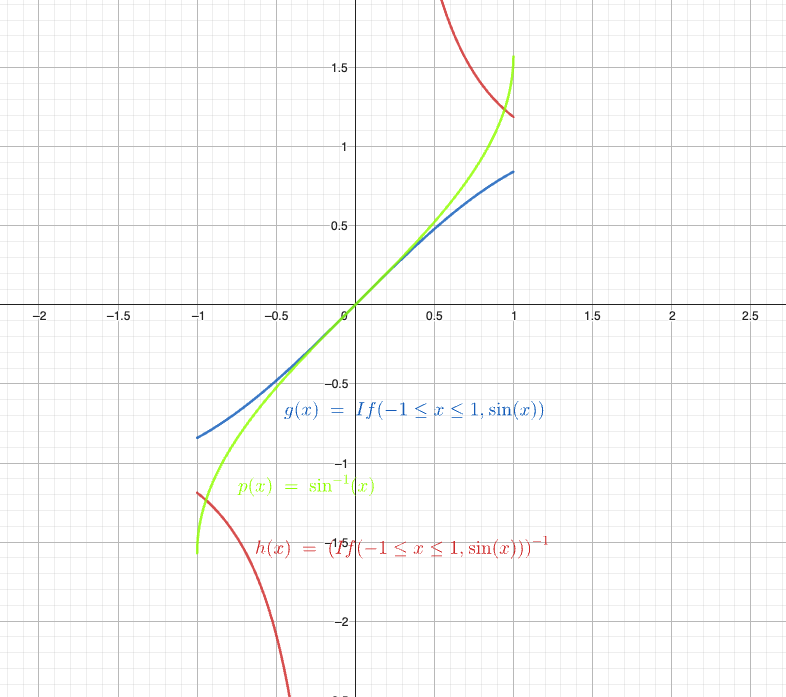 1.5
1
0.5
−2 −1.5 −1 −0.5 0 0.5 1 1.5 2 2.5
−0.5
g(x) = If(−1 ≤ x ≤ 1, sin(x))
−1
p(x) = sin⁻¹(x)
−1.5
h(x) = (If(−1 ≤ x ≤ 1, sin(x)))⁻¹
−2